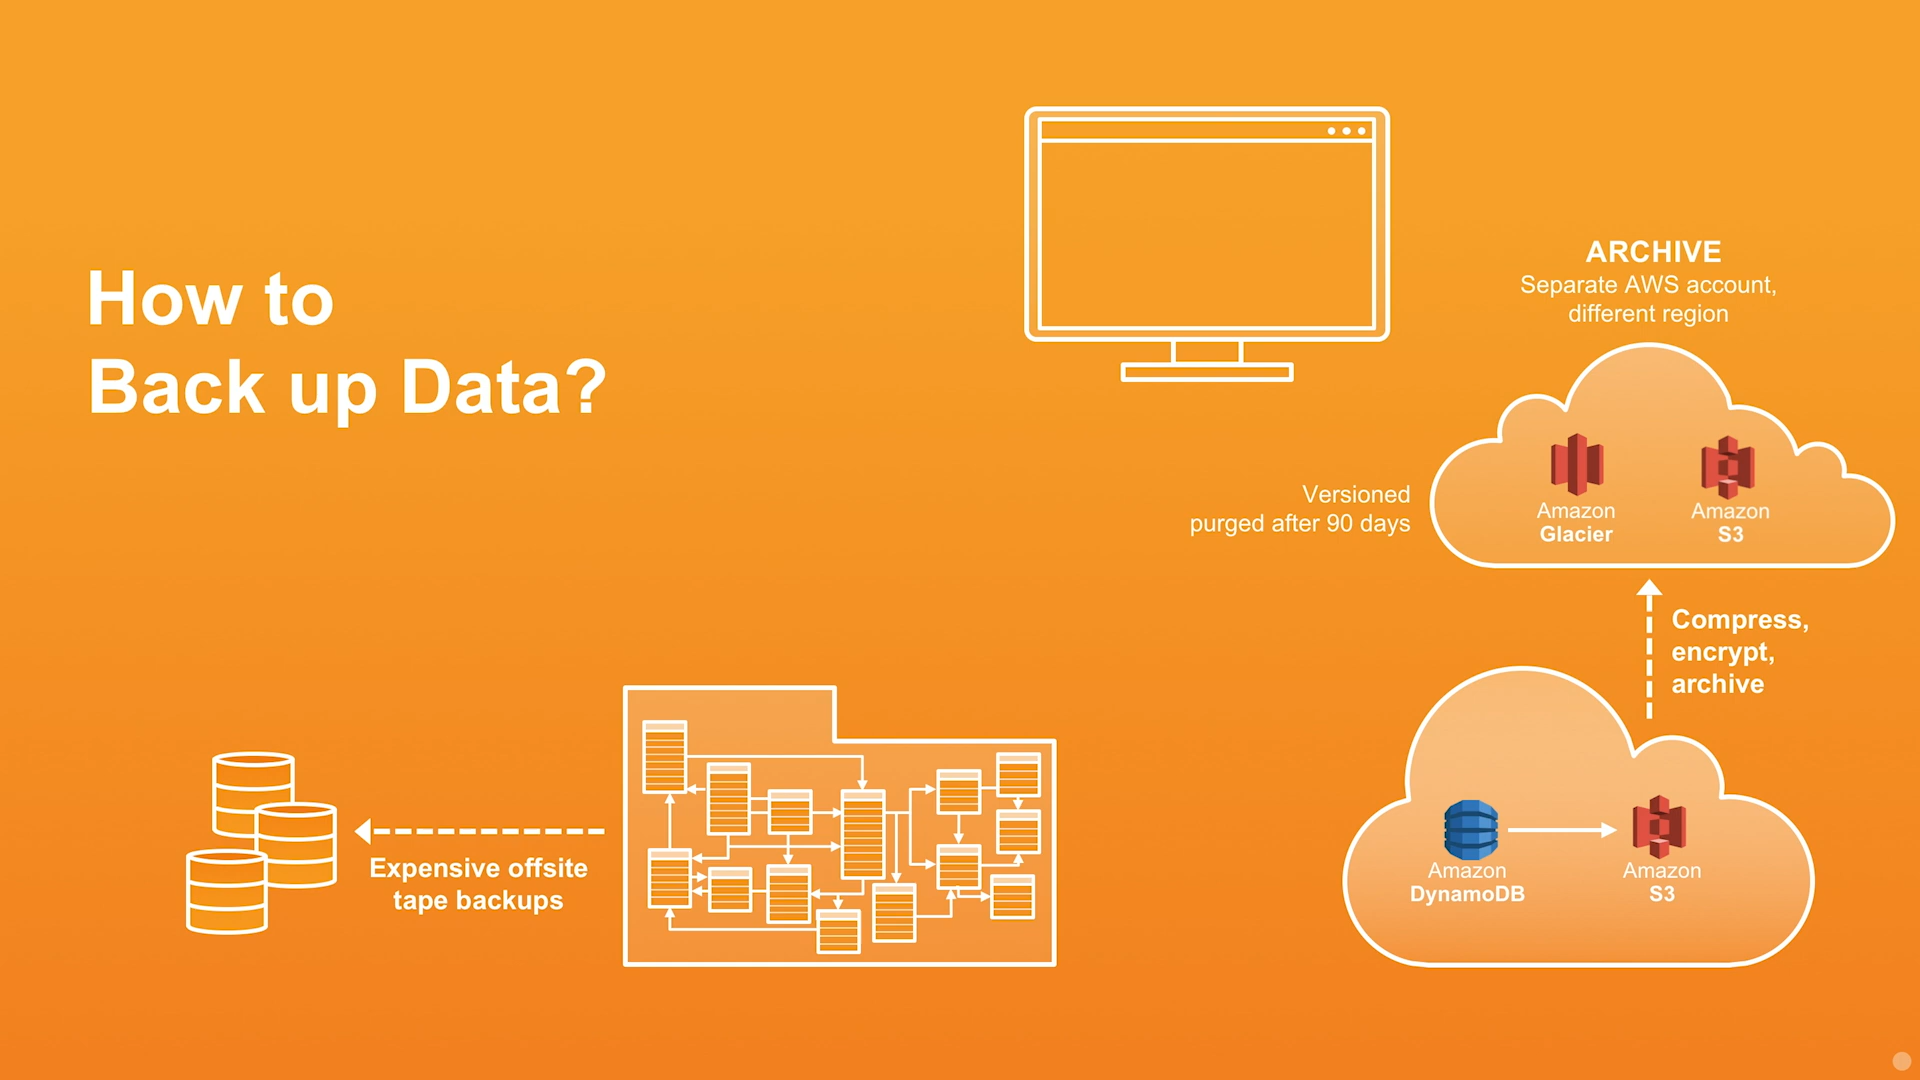 How to
Back up Data?
ARCHIVE
Separate AWS account,
different region
Versioned
purged after 90 days
Amazon
Glacier
Amazon
S3
Compress,
encrypt,
archive
Expensive offsite
tape backups
Amazon
DynamoDB
Amazon
S3